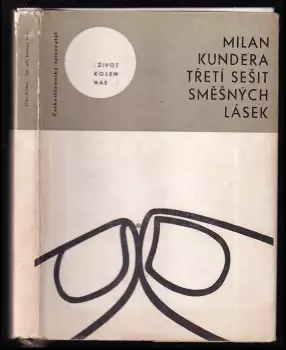 MILAN
KUNDERA
TŘETÍ SEŠIT
SMĚŠNÝCH
LÁSEK
ŽIVOT
KOLEM
NÁS
Československý spisovatel